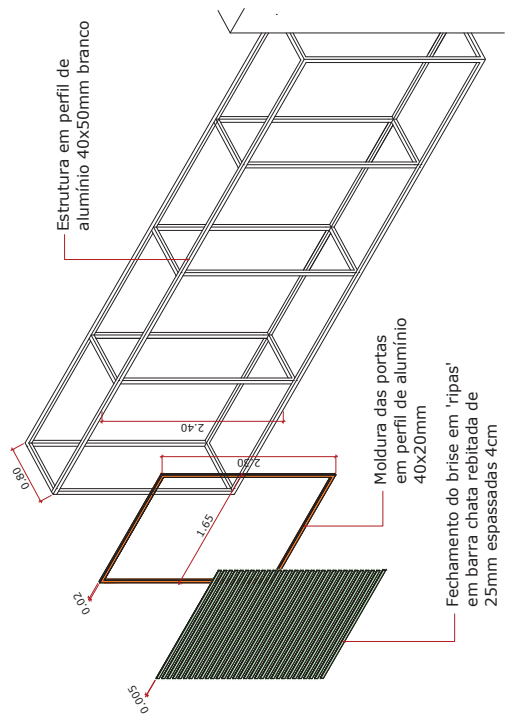 Estrutura em perfil de
alumínio 40x50mm branco
0.80
2.40
2.30
1.65
0.02
0.005
Moldura das portas
em perfil de alumínio
40x20mm
Fechamento do brise em 'ripas'
em barra chata rebitada de
25mm espassadas 4cm